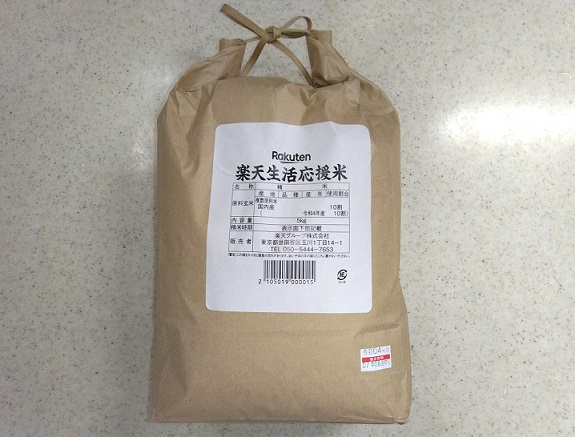 Rakuten
楽天生活応援米
名称 精米
原料玄米 産地 品種 産年 使用割合
複数原料米
国内産 10割
( 令和4年産 10割)
内容量 5kg
精米時期 表示面下部記載
販売者 楽天グループ株式会社
東京都世田谷区玉川1丁目14-1
TEL 050-5444-7653
2105019000015
紙